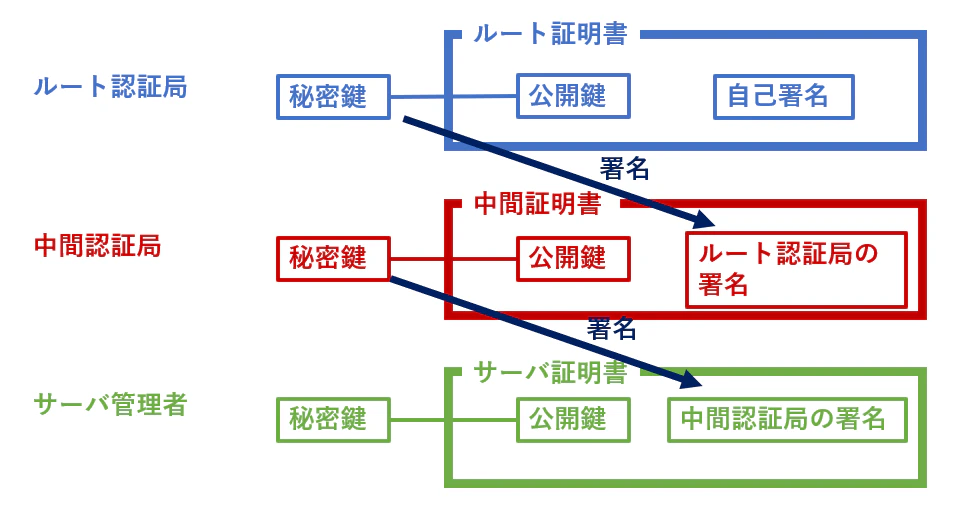 ルート証明書
ルート認証局
秘密鍵
公開鍵
自己署名
署名
中間証明書
中間認証局
秘密鍵
公開鍵
ルート認証局の
署名
署名
サーバ証明書
サーバ管理者
秘密鍵
公開鍵
中間認証局の署名